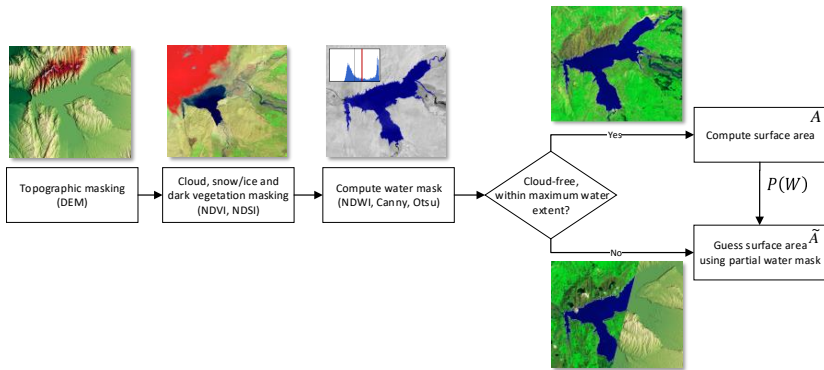 Topographic masking
(DEM)
Cloud, snow/ice and
dark vegetation masking
(NDVI, NDSI)
Compute water mask
(NDWI, Canny, Otsu)
Cloud-free,
within maximum water
extent?
Yes
A
Compute surface area
P(W)
No
Ã
Guess surface area
using partial water mask